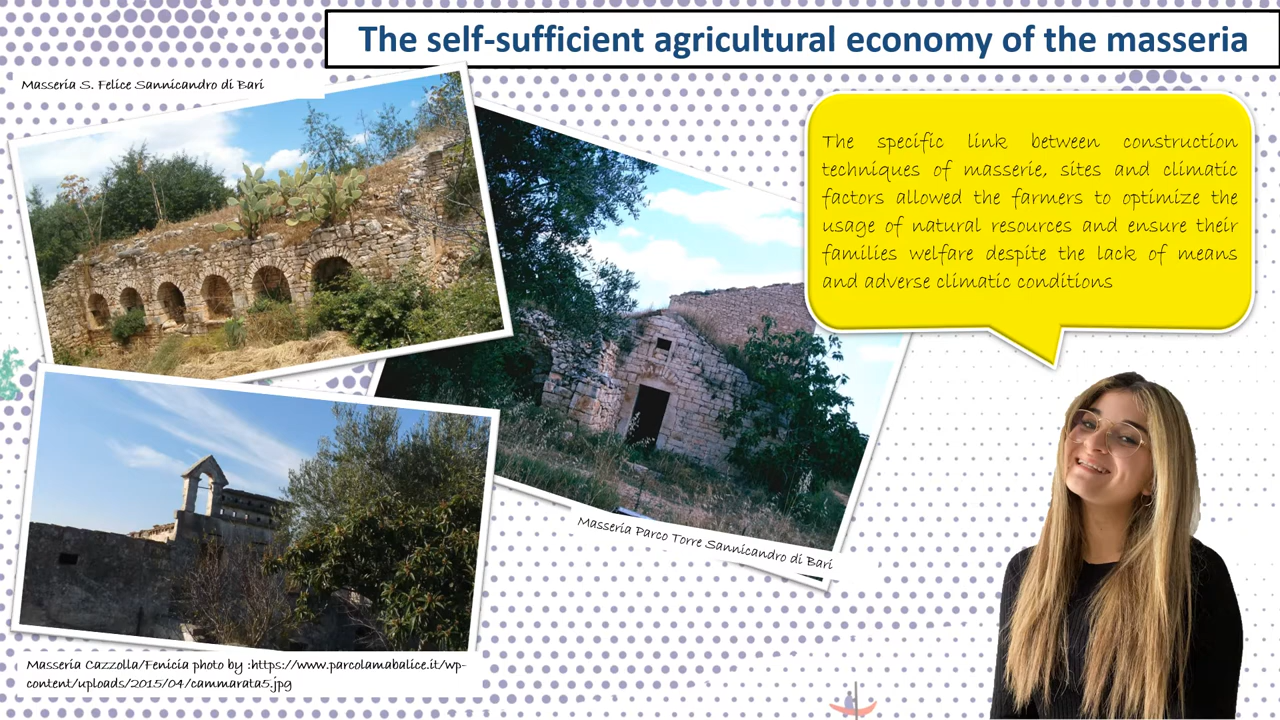 The self-sufficient agricultural economy of the masseria
Masseria S. Felice Sannicandro di Bari
The specific link between construction
techniques of masserie, sites and climatic
factors allowed the farmers to optimize the
usage of natural resources and ensure their
families welfare despite the lack of means
and adverse climatic conditions
Masseria Parco Torre Sannicandro di Bari
Masseria Cazzolla/Fenicia photo by :https://www.parcolamabalice.it/wp-
content/uploads/2015/04/cammarata5.jpg